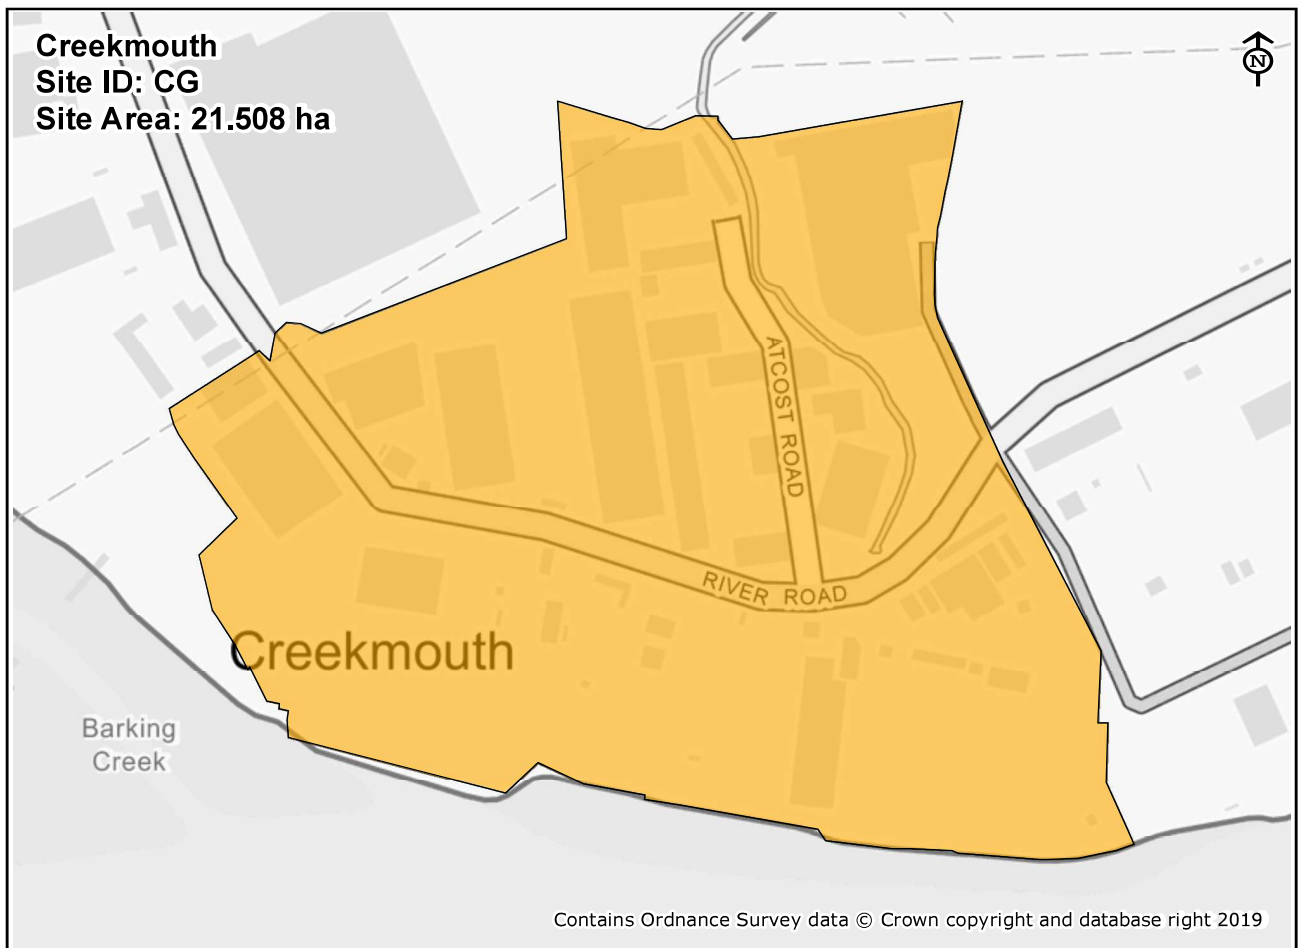 Creekmouth
Site ID: CG
Site Area: 21.508 ha
N
ATCOST ROAD
RIVER ROAD
Creekmouth
Barking
Creek
Contains Ordnance Survey data © Crown copyright and database right 2019